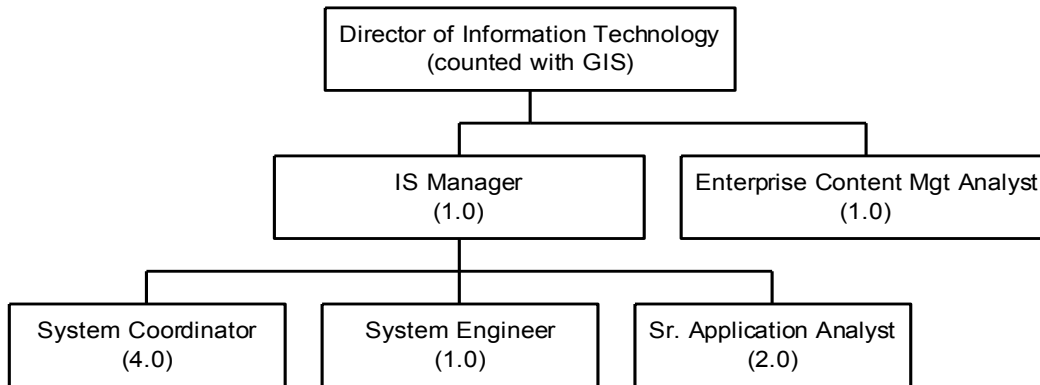 Director of Information Technology
(counted with GIS)
IS Manager
(1.0)
Enterprise Content Mgt Analyst
(1.0)
System Coordinator
(4.0)
System Engineer
(1.0)
Sr. Application Analyst
(2.0)